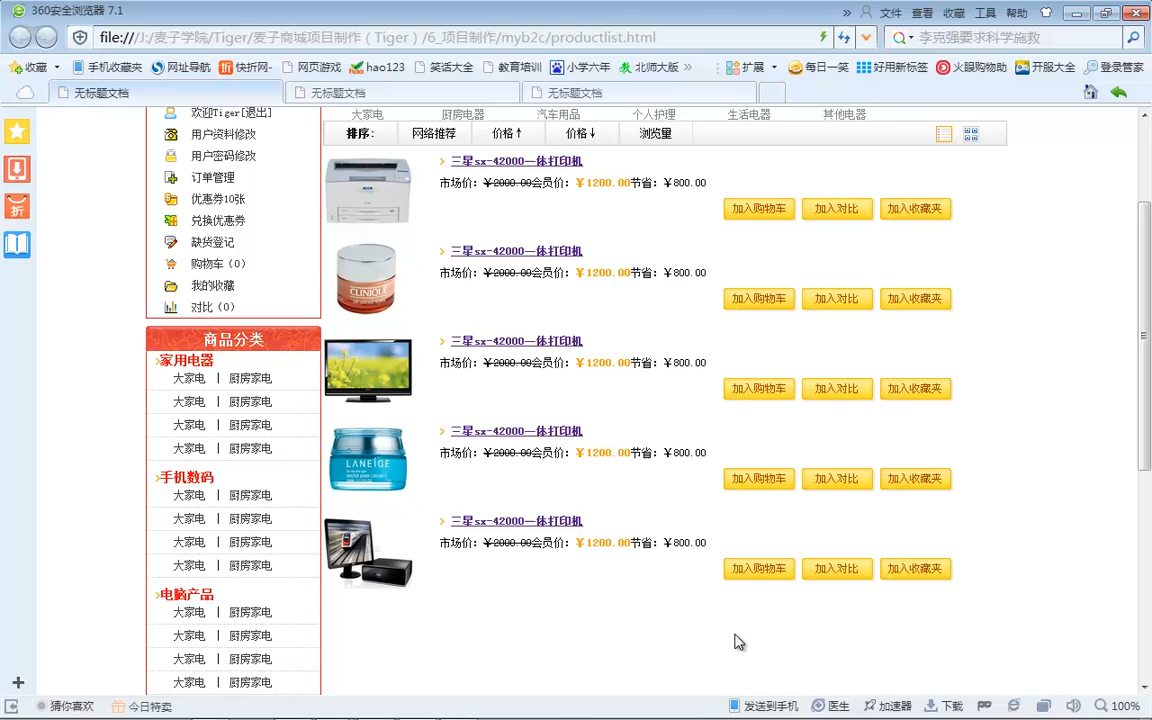 360安全浏览器 7.1
» 文件 查看 收藏 工具 帮助
file:///J:/麦子学院/Tiger/麦子商城项目制作（Tiger）/6_项目制作/myb2c/productlist.html
李克强要求科学施救
收藏 手机收藏夹 网址导航 快折网- 网页游戏 hao123 笑话大全 教育培训 小学六年 北师大版 » 扩展 每日一笑 好用新标签 火眼购物助 开服大全 登录管家
无标题文档 无标题文档 无标题文档
欢迎Tiger[退出]
用户资料修改
用户密码修改
订单管理
优惠券10张
兑换优惠券
缺货登记
购物车（0）
我的收藏
对比（0）
商品分类
›家用电器
大家电 | 厨房家电
大家电 | 厨房家电
大家电 | 厨房家电
大家电 | 厨房家电
›手机数码
大家电 | 厨房家电
大家电 | 厨房家电
大家电 | 厨房家电
大家电 | 厨房家电
›电脑产品
大家电 | 厨房家电
大家电 | 厨房家电
大家电 | 厨房家电
大家电 | 厨房家电
大家电 厨房电器 汽车用品 个人护理 生活电器 其他电器
排序: 网络推荐 价格↑ 价格↓ 浏览量
› 三星sx-42000一体打印机
市场价: ￥2000.00会员价: ￥1200.00节省: ￥800.00
加入购物车 加入对比 加入收藏夹
› 三星sx-42000一体打印机
市场价: ￥2000.00会员价: ￥1200.00节省: ￥800.00
CLINIQUE
加入购物车 加入对比 加入收藏夹
› 三星sx-42000一体打印机
市场价: ￥2000.00会员价: ￥1200.00节省: ￥800.00
加入购物车 加入对比 加入收藏夹
› 三星sx-42000一体打印机
市场价: ￥2000.00会员价: ￥1200.00节省: ￥800.00
LANEIGE
加入购物车 加入对比 加入收藏夹
› 三星sx-42000一体打印机
市场价: ￥2000.00会员价: ￥1200.00节省: ￥800.00
加入购物车 加入对比 加入收藏夹
折
猜你喜欢 今日特卖 发送到手机 医生 加速器 下载 100%